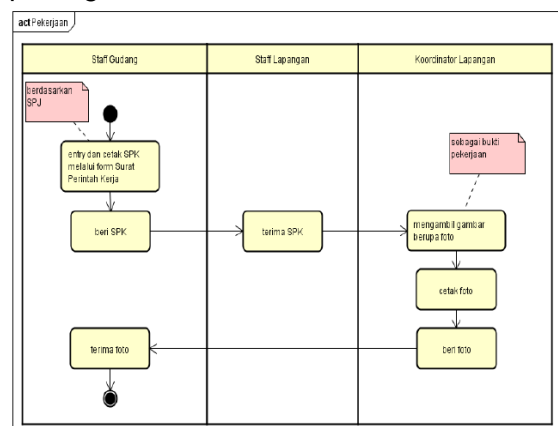 act Pekerjaan
Staff Gudang
Staff Lapangan
Koordinator Lapangan
berdasarkan
SPJ
entry dan cetak SPK
melalui form Surat
Perintah Kerja
sebagai bukti
pekerjaan
beri SPK
terima SPK
mengambil gambar
berupa foto
cetak foto
terima foto
beri foto